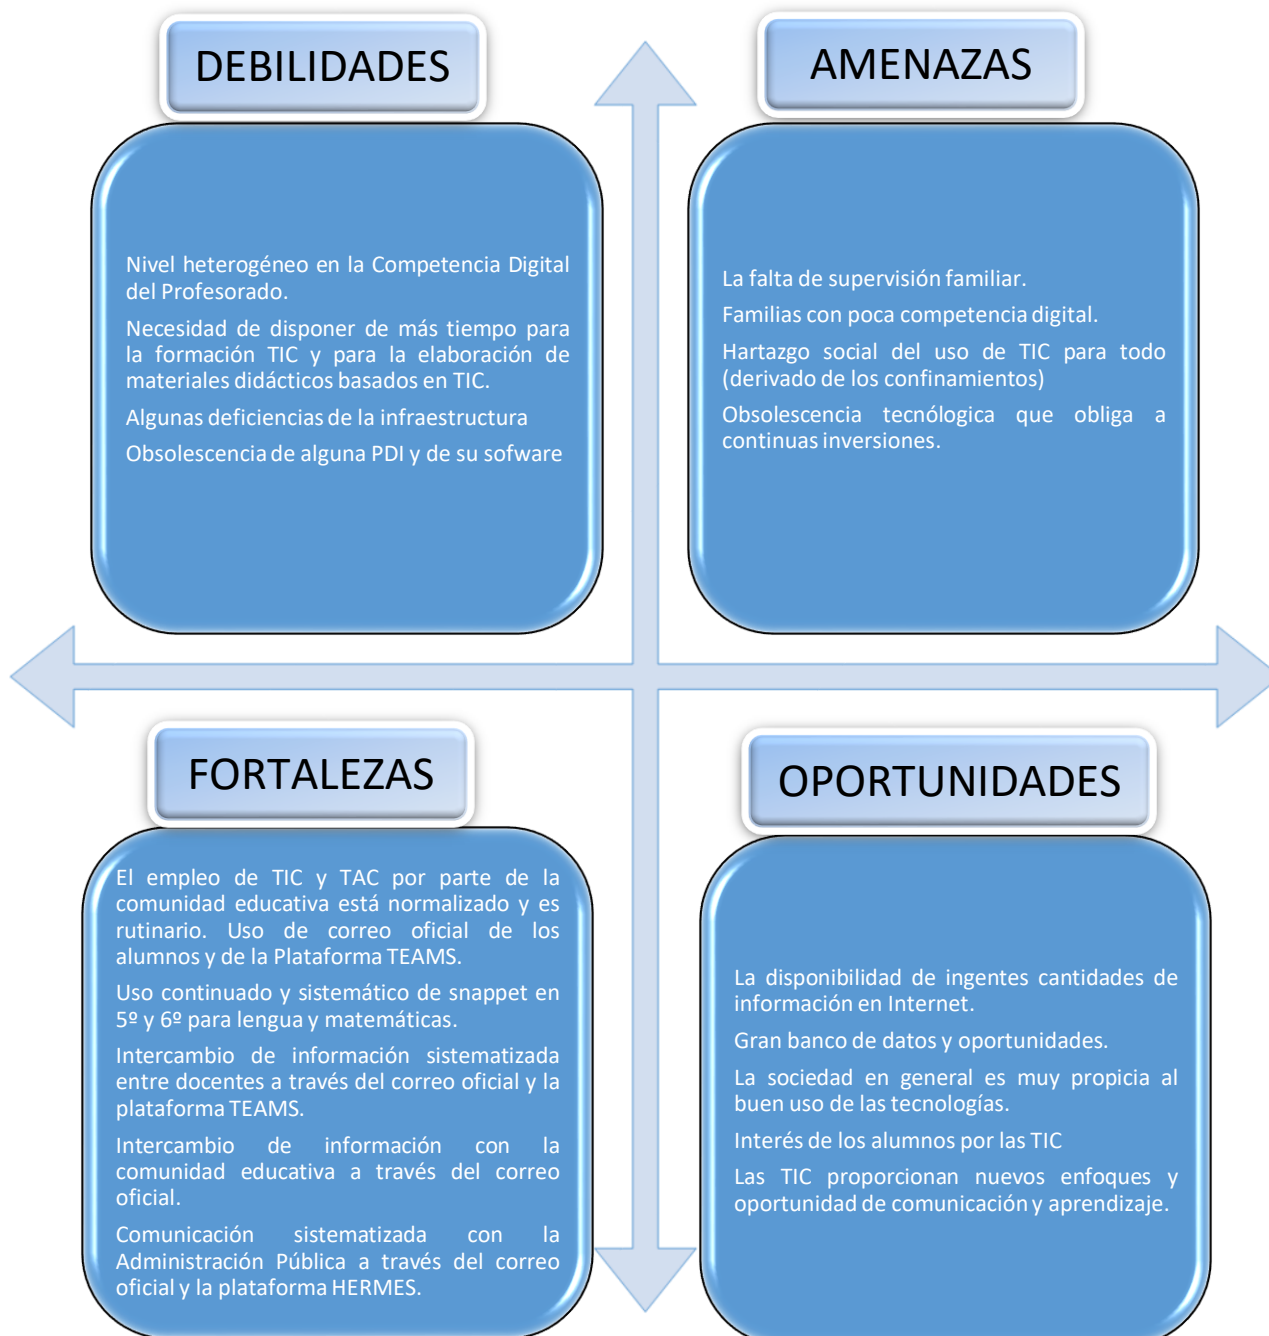 DEBILIDADES
Nivel heterogéneo en la Competencia Digital
del Profesorado.
Necesidad de disponer de más tiempo para
la formación TIC y para la elaboración de
materiales didácticos basados en TIC.
Algunas deficiencias de la infraestructura
Obsolescencia de alguna PDI y de su sofware
AMENAZAS
La falta de supervisión familiar.
Familias con poca competencia digital.
Hartazgo social del uso de TIC para todo
(derivado de los confinamientos)
Obsolescencia tecnólogica que obliga a
continuas inversiones.
FORTALEZAS
El empleo de TIC y TAC por parte de la
comunidad educativa está normalizado y es
rutinario. Uso de correo oficial de los
alumnos y de la Plataforma TEAMS.
Uso continuado y sistemático de snappet en
5º y 6º para lengua y matemáticas.
Intercambio de información sistematizada
entre docentes a través del correo oficial y la
plataforma TEAMS.
Intercambio de información con la
comunidad educativa a través del correo
oficial.
Comunicación sistematizada con la
Administración Pública a través del correo
oficial y la plataforma HERMES.
OPORTUNIDADES
La disponibilidad de ingentes cantidades de
información en Internet.
Gran banco de datos y oportunidades.
La sociedad en general es muy propicia al
buen uso de las tecnologías.
Interés de los alumnos por las TIC
Las TIC proporcionan nuevos enfoques y
oportunidad de comunicación y aprendizaje.